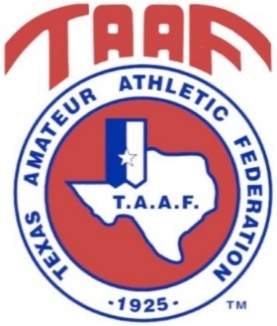 TAAF
TEXAS AMATEUR ATHLETIC FEDERATION
T.A.A.F.
·1925·
TM